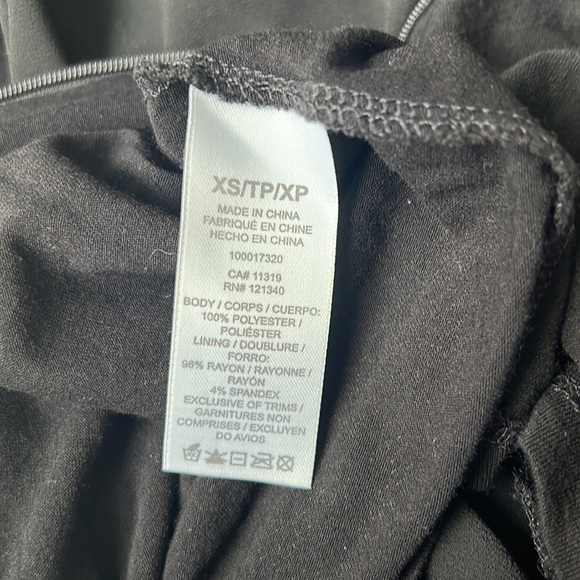 XS/TP/XP
MADE IN CHINA
FABRIQUÉ EN CHINE
HECHO EN CHINA
100017320
CA# 11319
RN# 121340
BODY / CORPS / CUERPO:
100% POLYESTER /
POLIÉSTER
LINING / DOUBLURE /
FORRO:
96% RAYON / RAYONNE /
RAYÓN
4% SPANDEX
EXCLUSIVE OF TRIMS /
GARNITURES NON
COMPRISES / EXCLUYEN
DO AVIOS